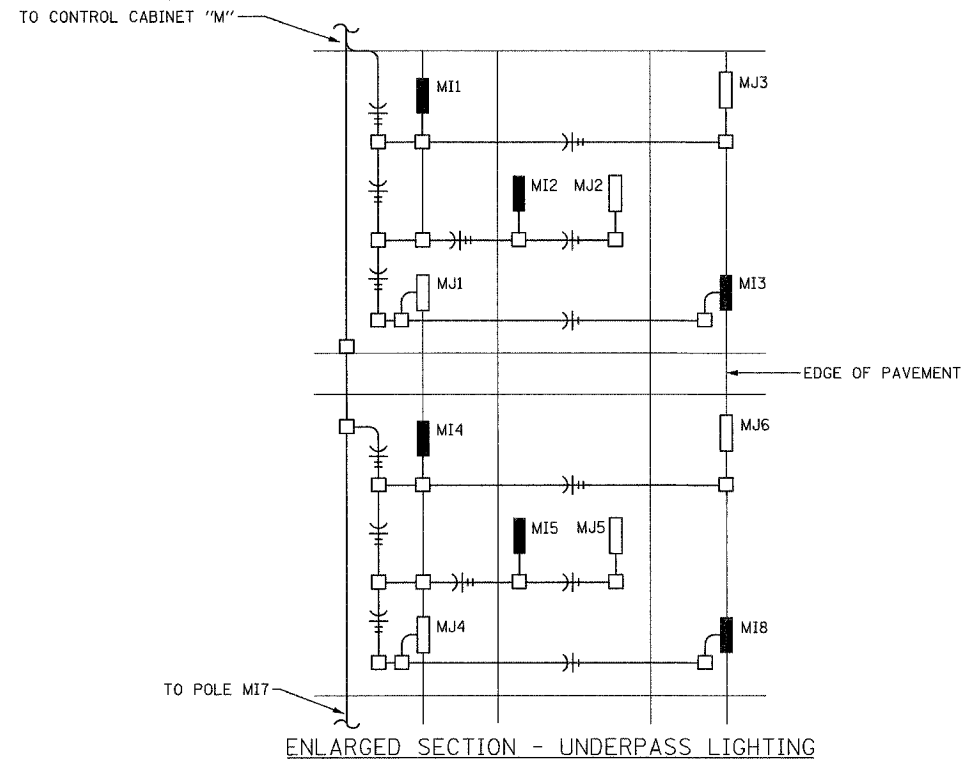 TO CONTROL CABINET "M"
MI1
MJ3
MI2
MJ2
MJ1
MI3
EDGE OF PAVEMENT
MI4
MJ6
MI5
MJ5
MJ4
MI8
TO POLE MI7
ENLARGED SECTION - UNDERPASS LIGHTING